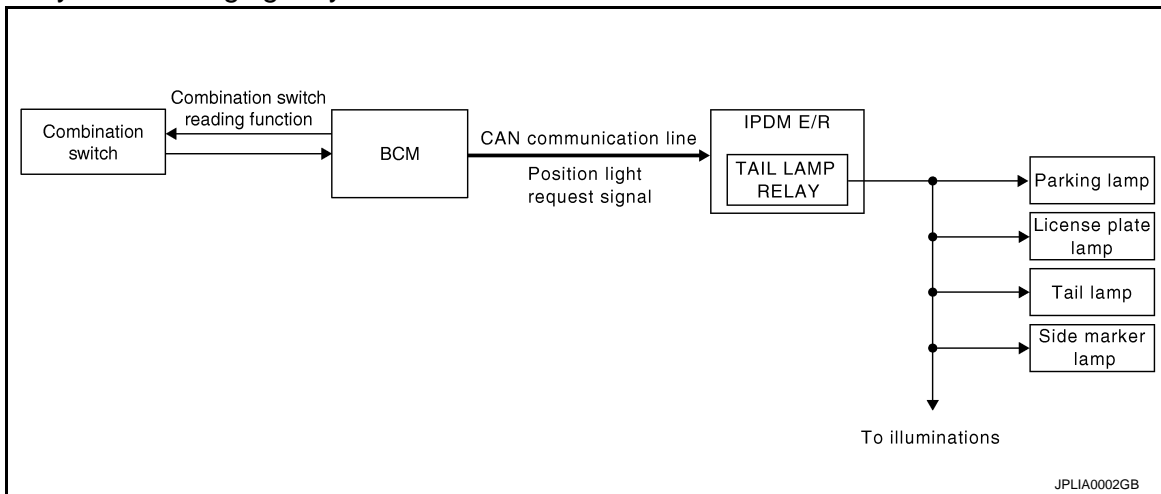 Combination switch
reading function
Combination
switch
BCM
CAN communication line
Position light
request signal
IPDM E/R
TAIL LAMP
RELAY
Parking lamp
License plate
lamp
Tail lamp
Side marker
lamp
To illuminations
JPLIA0002GB